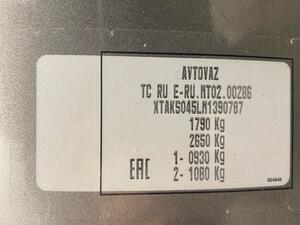 AVTOVAZ
TC RU E-RU.MT02.00286
XTAKS045LM1390787
1790 Kg
2650 Kg
1- 0930 Kg
EAC 2- 1080 Kg